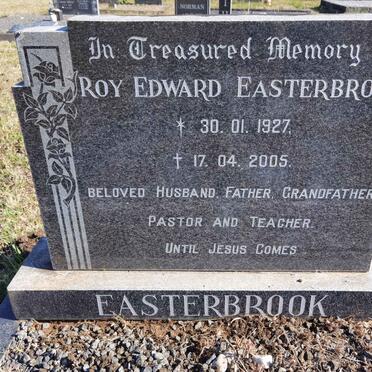 NORMAN
In Treasured Memory
ROY EDWARD EASTERBRO
* 30. 01. 1927.
† 17. 04. 2005.
BELOVED HUSBAND, FATHER, GRANDFATHER
PASTOR AND TEACHER.
UNTIL JESUS COMES
EASTERBROOK